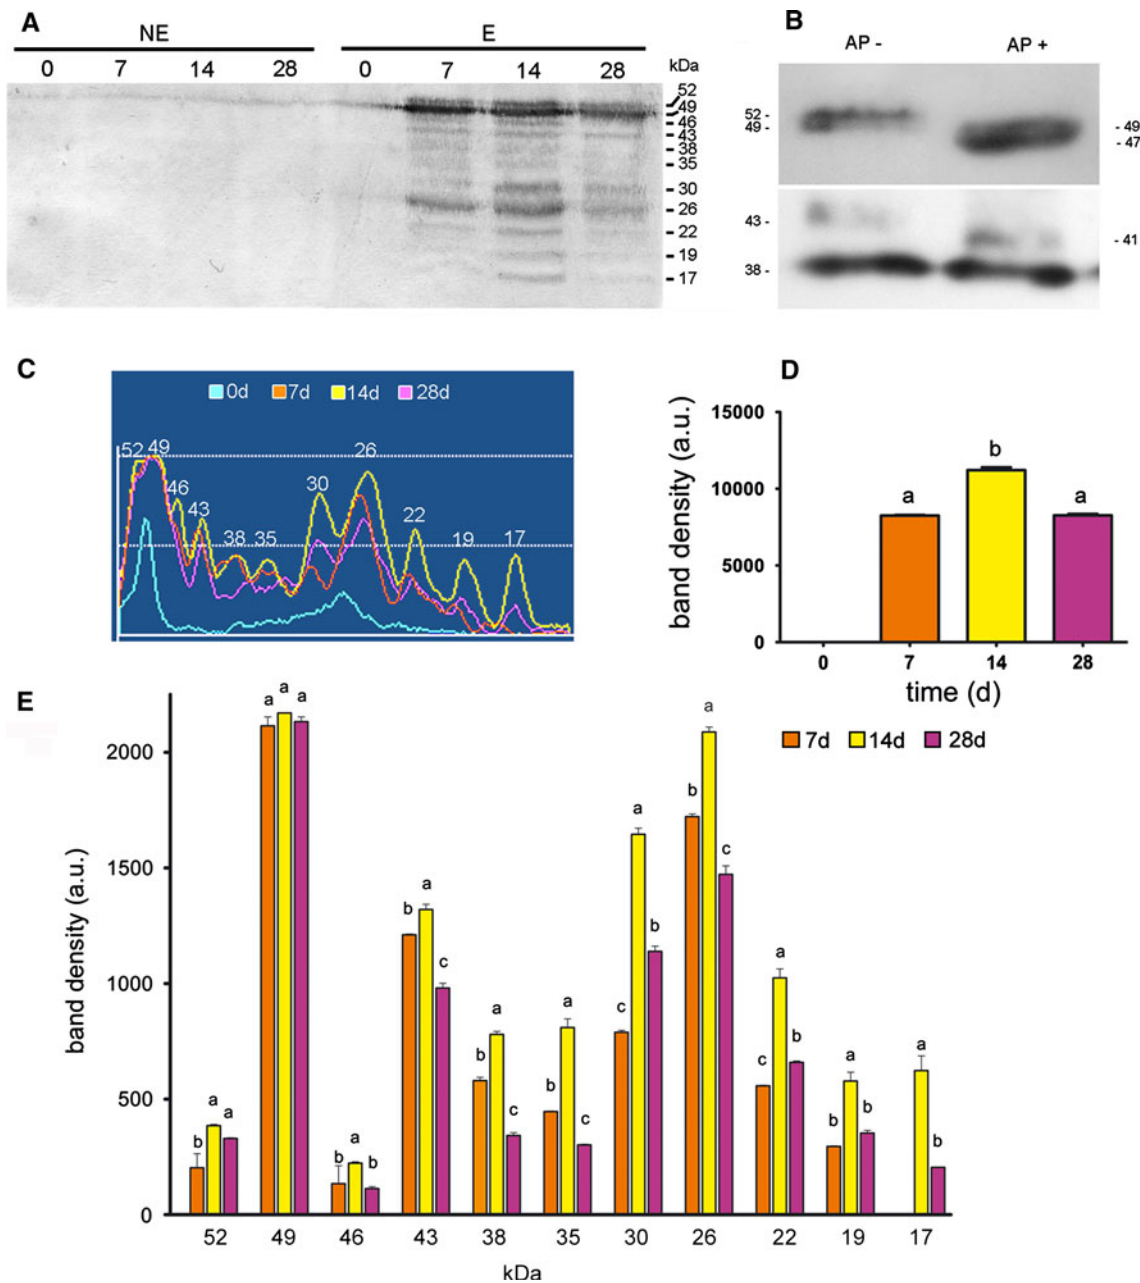 A
NE
E
0 7 14 28 0 7 14 28 kDa
52
49
46
43
38
35
30
26
22
19
17
B
AP - AP +
52 -
49 -
- 49
- 47
43 -
- 41
38 -
C
0d 7d 14d 28d
52 49 46 43 38 35 30 26 22 19 17
D
band density (a.u.)
15000
10000
5000
0
a b a
0 7 14 28
time (d)
E
7d 14d 28d
band density (a.u.)
2000
1500
1000
500
0
b a a
a a a
b a b
b a c
b a c
b a c
c a b
b a c
c a b
b a b
a b
52 49 46 43 38 35 30 26 22 19 17
kDa